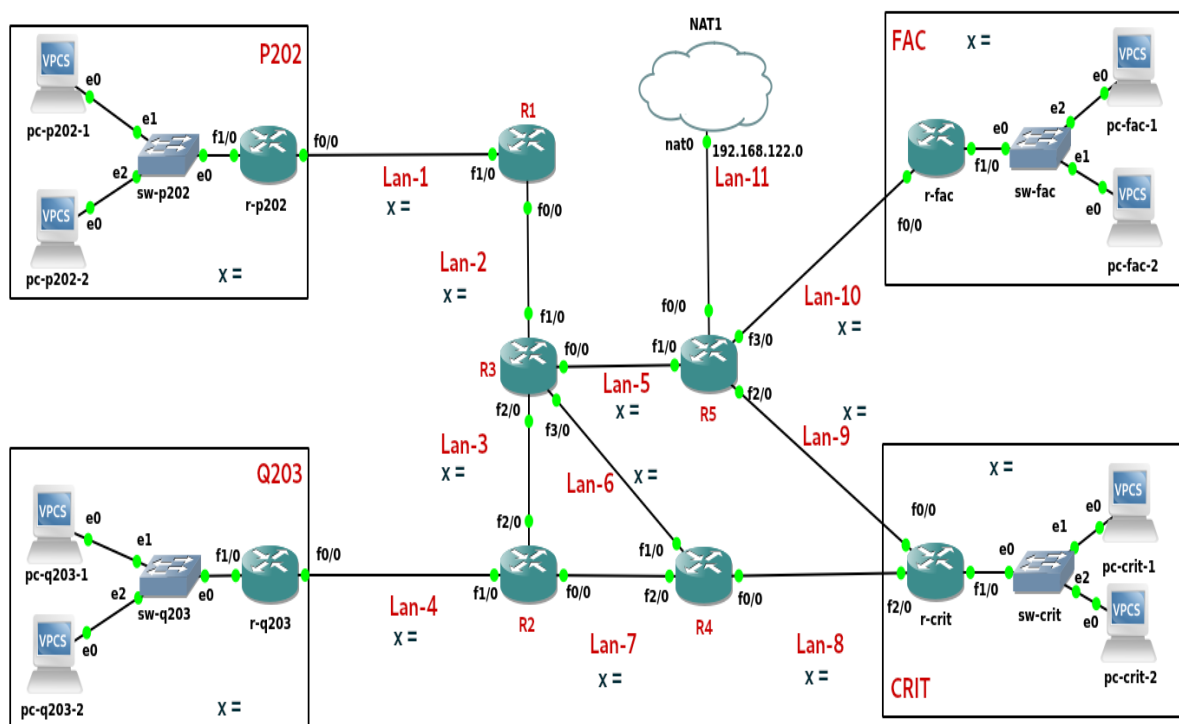 P202
VPCS
e0
pc-p202-1
e1
e2
sw-p202
e0
f1/0
r-p202
f0/0
VPCS
e0
pc-p202-2
x =
Lan-1
x =
f1/0
R1
f0/0
Lan-2
x =
f1/0
R3
f0/0
f2/0
f3/0
Lan-3
x =
Lan-5
x =
f1/0
R5
f0/0
f3/0
f2/0
Lan-6
x =
NAT1
nat0
192.168.122.0
Lan-11
Lan-10
x =
x =
Lan-9
FAC
x =
r-fac
f0/0
f1/0
e0
sw-fac
e2
e1
e0
VPCS
pc-fac-1
e0
VPCS
pc-fac-2
Q203
VPCS
e0
pc-q203-1
e1
e2
sw-q203
e0
f1/0
r-q203
f0/0
VPCS
e0
pc-q203-2
x =
Lan-4
x =
f1/0
f2/0
R2
f0/0
Lan-7
x =
f1/0
f2/0
R4
f0/0
Lan-8
x =
CRIT
x =
f0/0
f2/0
r-crit
f1/0
e0
sw-crit
e1
e2
e0
VPCS
pc-crit-1
e0
VPCS
pc-crit-2